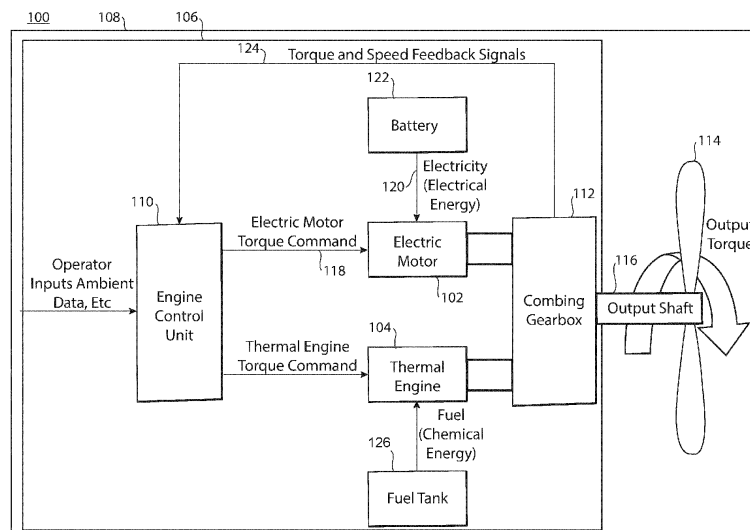 100
108
106
124
Torque and Speed Feedback Signals
122
Battery
114
120
Electricity
(Electrical
Energy)
110
112
Electric Motor
Torque Command
118
Electric
Motor
102
Output
Torque
116
Operator
Inputs Ambient
Data, Etc
Engine
Control
Unit
Combing
Gearbox
Output Shaft
104
Thermal Engine
Torque Command
Thermal
Engine
Fuel
(Chemical
Energy)
126
Fuel Tank